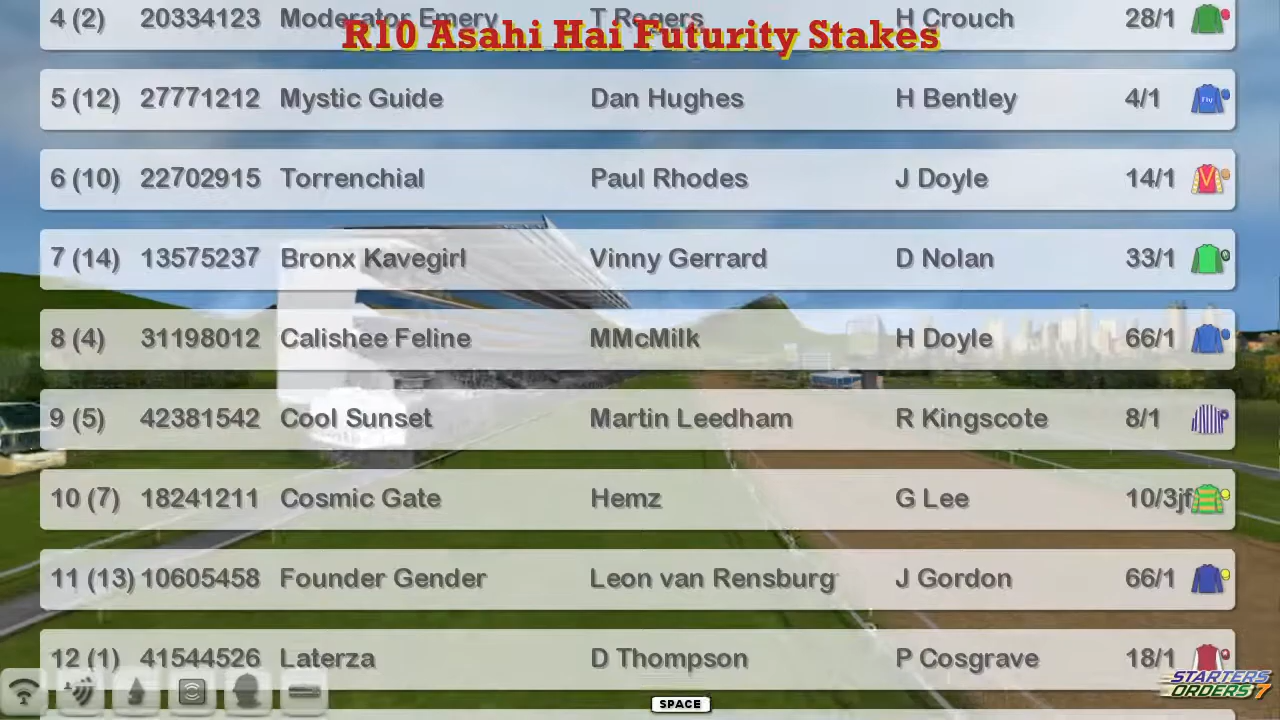 4 (2) 20334123 Moderator Emery T Rogers H Crouch 28/1
R10 Asahi Hai Futurity Stakes
5 (12) 27771212 Mystic Guide Dan Hughes H Bentley 4/1 Fly
6 (10) 22702915 Torrenchial Paul Rhodes J Doyle 14/1
7 (14) 13575237 Bronx Kavegirl Vinny Gerrard D Nolan 33/1
8 (4) 31198012 Calishee Feline MMcMilk H Doyle 66/1
9 (5) 42381542 Cool Sunset Martin Leedham R Kingscote 8/1
10 (7) 18241211 Cosmic Gate Hemz G Lee 10/3jf
11 (13) 10605458 Founder Gender Leon van Rensburg J Gordon 66/1
12 (1) 41544526 Laterza D Thompson P Cosgrave 18/1
STARTERS
ORDERS 7
SPACE